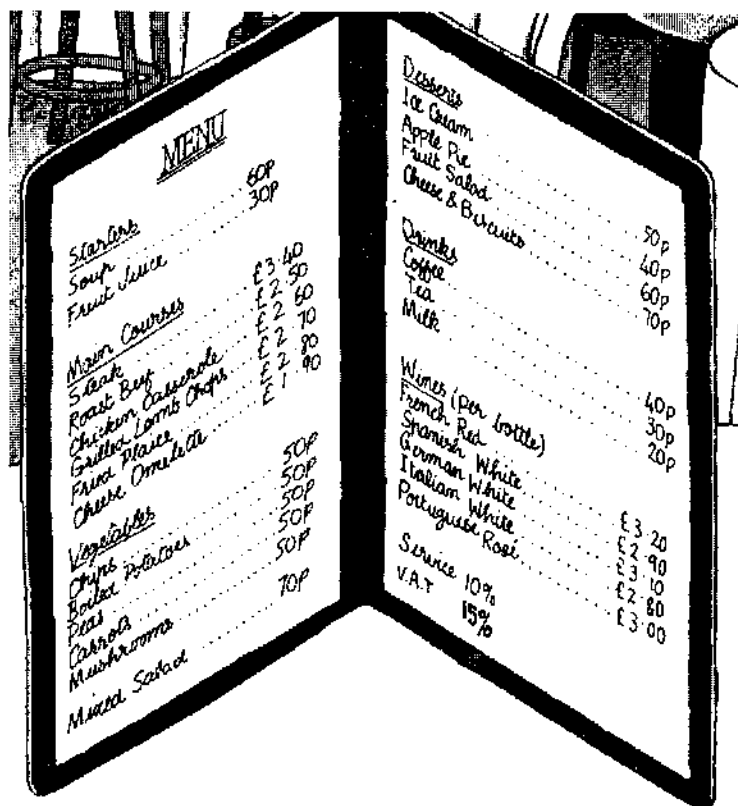 MENU
Starters
Soup ........ 60P
Fruit Juice ........ 30P
Main Courses
Steak ........ £3.40
Roast Beef ........ £2.50
Chicken Casserole ........ £2.60
Grilled Lamb Chops ........ £2.70
Fried Plaice ........ £2.80
Cheese Omelette ........ £1.90
Vegetables
Chips ........ 50P
Boiled Potatoes ........ 50P
Peas ........ 50P
Carrots ........ 50P
Mushrooms ........ 50P
Mixed Salad ........ 70P
Desserts
Ice Cream ........ 50p
Apple Pie ........ 40p
Fruit Salad ........ 60p
Cheese & Biscuits ........ 70p
Drinks
Coffee ........ 40p
Tea ........ 30p
Milk ........ 20p
Wines (per bottle)
French Red ........ £3.20
Spanish White ........ £2.90
German White ........ £3.10
Italian White ........ £2.80
Portuguese Rosé ........ £3.00
Service 10%
V.A.T 15%